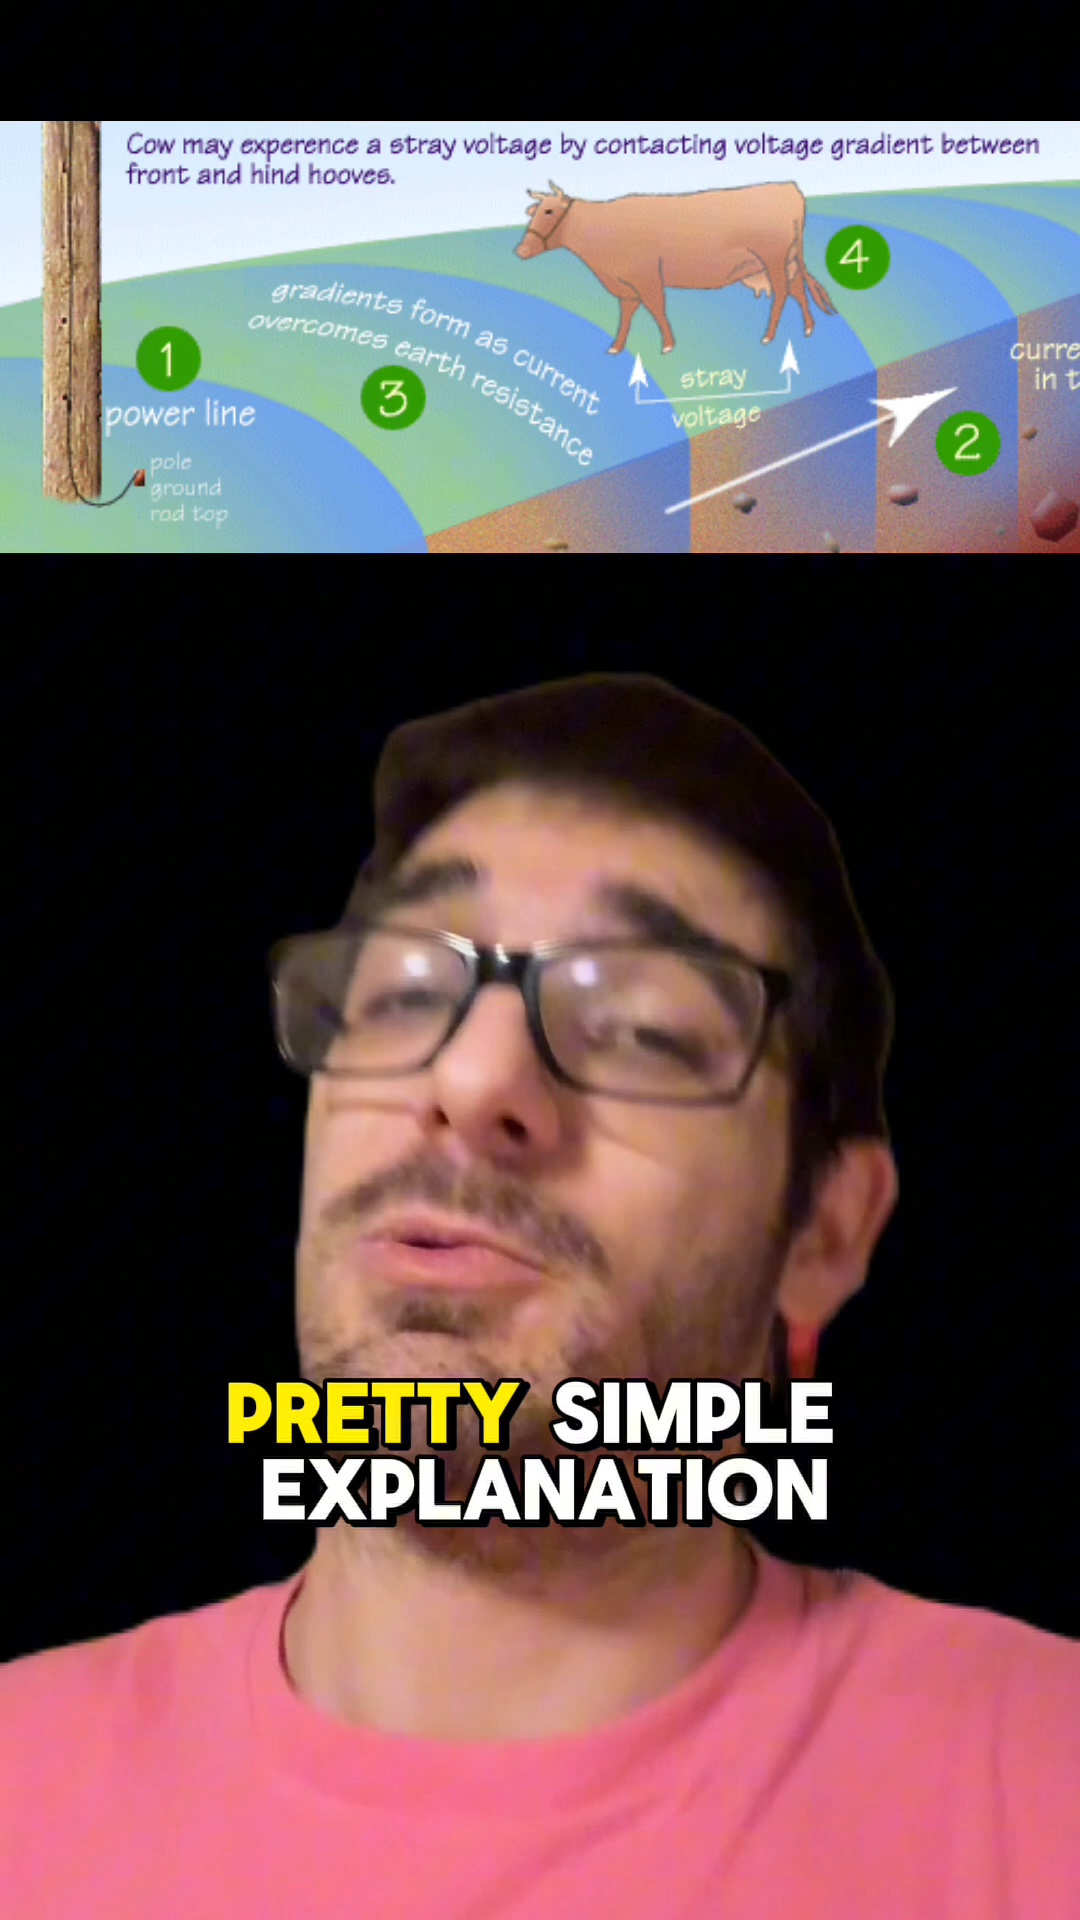 Cow may experence a stray voltage by contacting voltage gradient between
front and hind hooves.
4
gradients form as current
overcomes earth resistance
1
3
power line
stray
voltage
2
pole
ground
rod top
in t
PRETTY SIMPLE
EXPLANATION